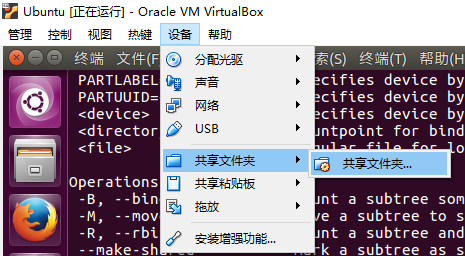 Ubuntu [正在运行] - Oracle VM VirtualBox
管理 控制 视图 热键 设备 帮助
终端 文件(F) 索(S) 终端(T) 帮助(H)
分配光驱
声音
网络
USB
共享文件夹
共享文件夹...
共享粘贴板
拖放
安装增强功能...
PARTLABEL ecifies device by
PARTUUID= ecifies device by
<device> ecifies device by
<director untpoint for bind
<file> ular file for lo
Operations
-B, --bin unt a subtree som
-M, --mov ve a subtree to s
-R, --rbi unt a subtree and
--make-shared mark a subtree as s